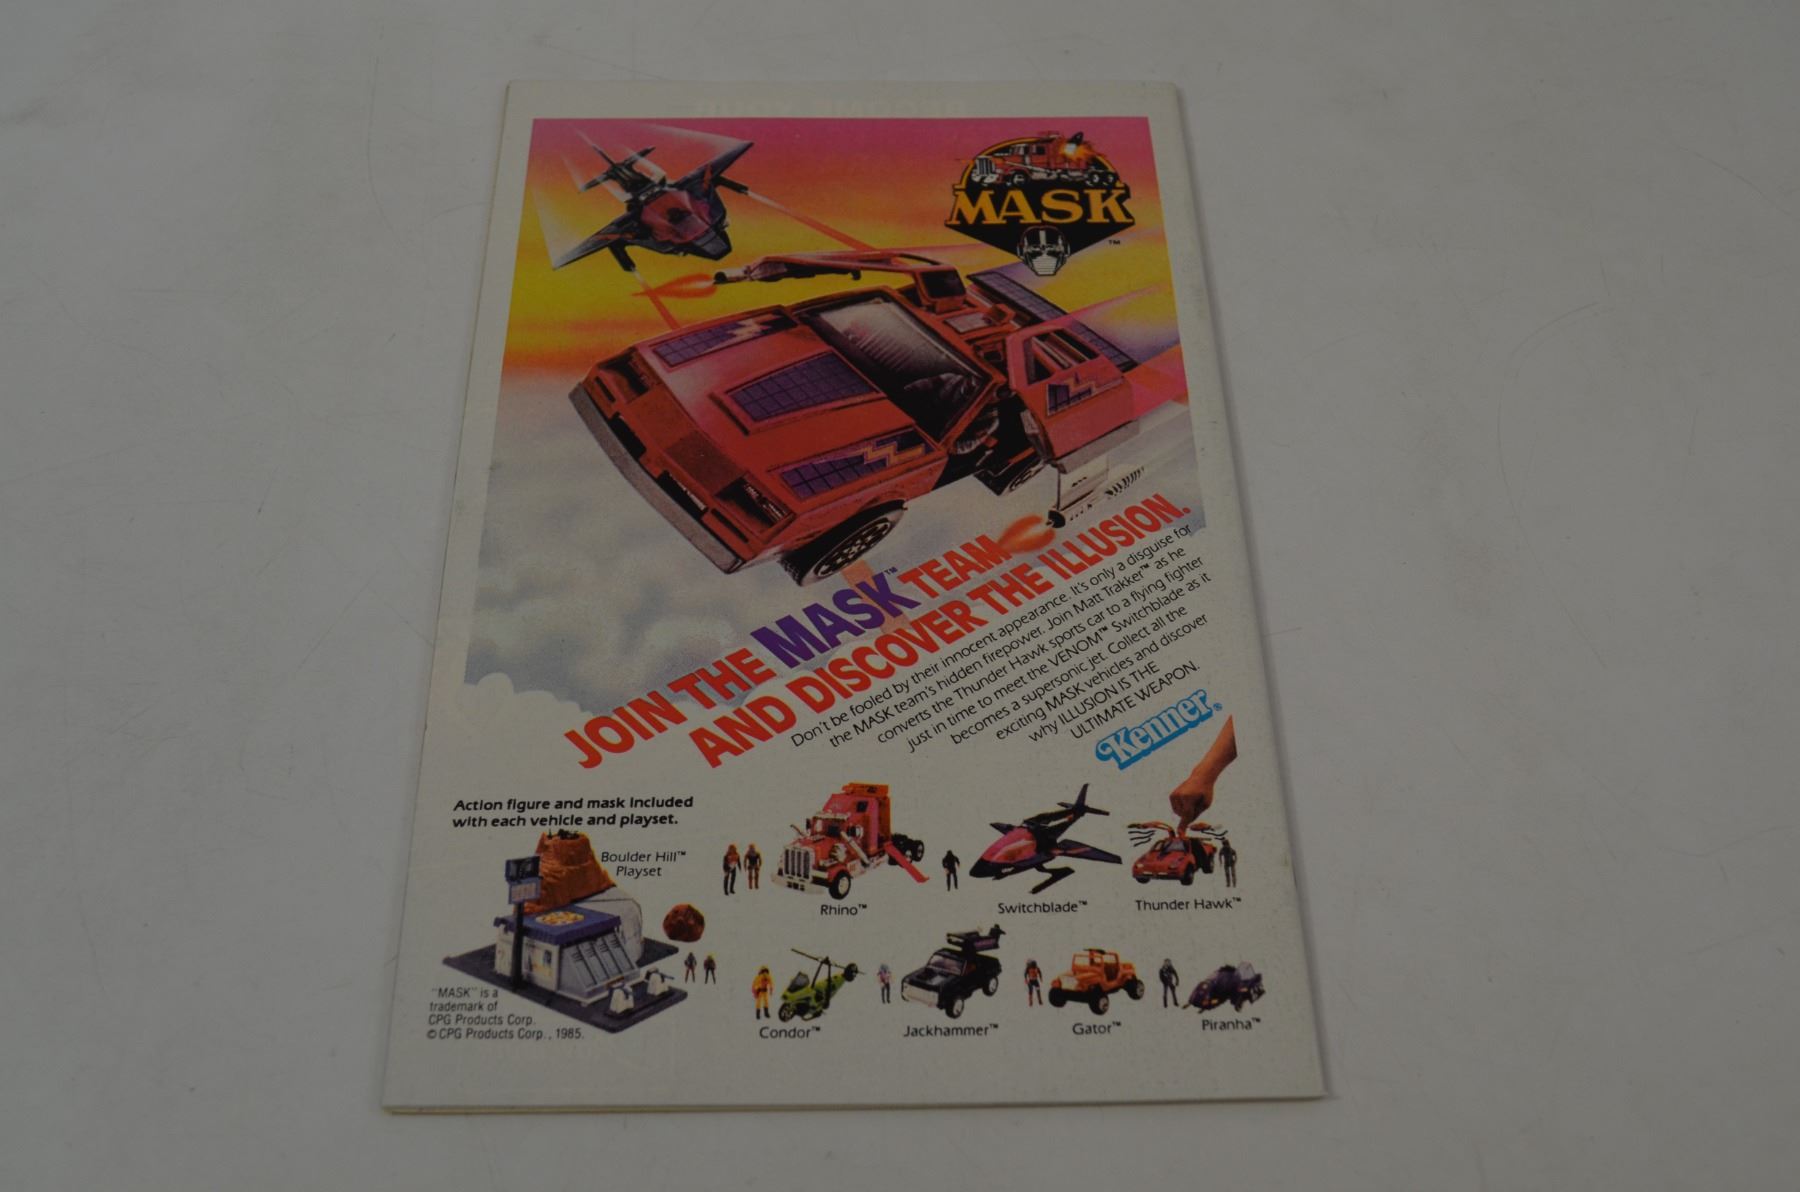 MASK
TM
JOIN THE MASK™ TEAM
AND DISCOVER THE ILLUSION.
Don't be fooled by their innocent appearance. It's only a disguise for
the MASK team's hidden firepower. Join Matt Trakker™ as he
converts the Thunder Hawk sports car to a flying fighter
just in time to meet the VENOM™ Switchblade as it
becomes a supersonic jet. Collect all the
exciting MASK vehicles and discover
why ILLUSION IS THE
ULTIMATE WEAPON.
Kenner®
Action figure and mask included
with each vehicle and playset.
Boulder Hill™
Playset
Rhino™
Switchblade™
Thunder Hawk™
Condor™
Jackhammer™
Gator™
Piranha™
"MASK" is a
trademark of
CPG Products Corp.
© CPG Products Corp., 1985.